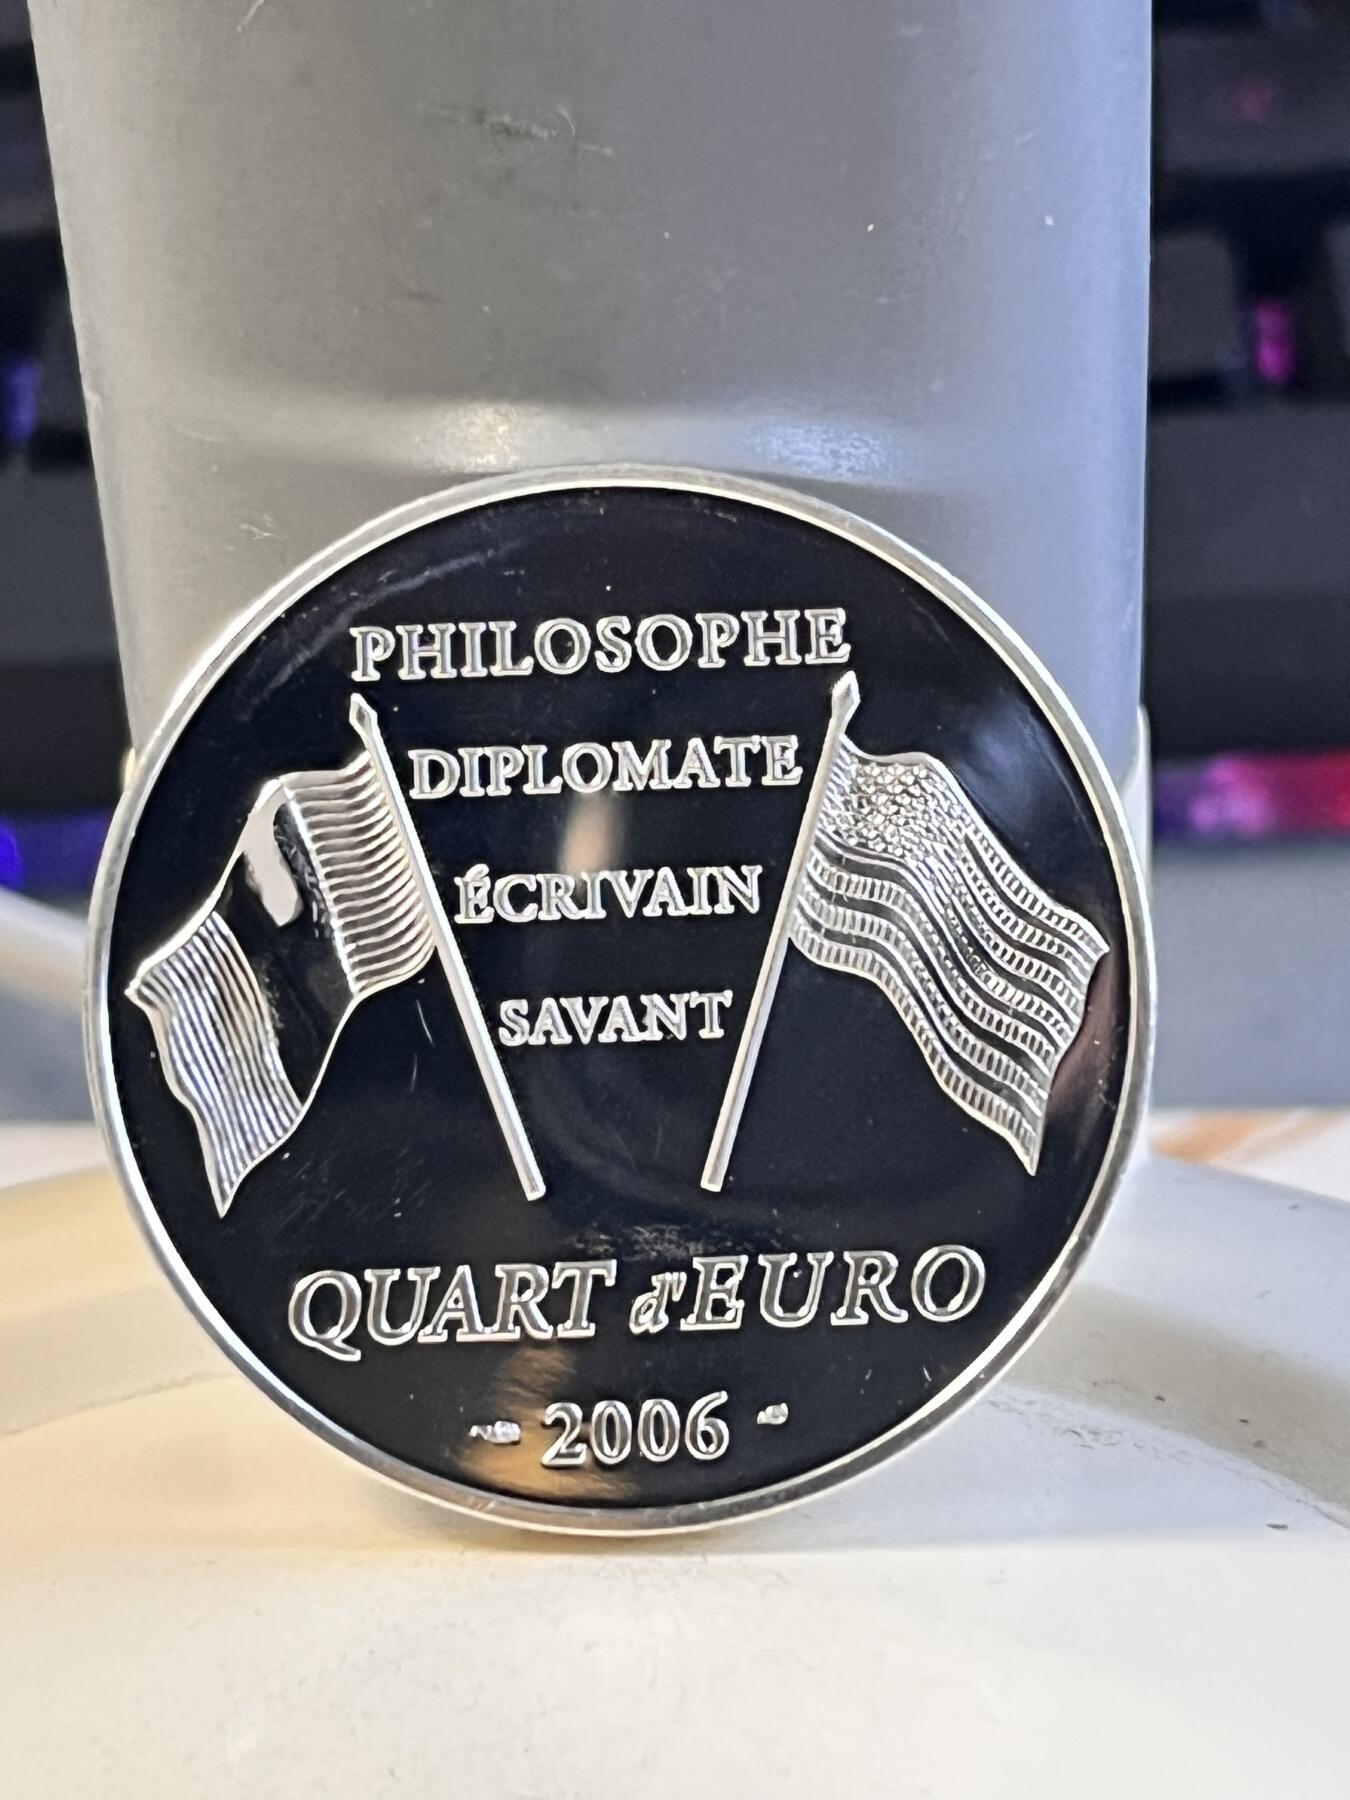 PHILOSOPHE
DIPLOMATE
ÉCRIVAIN
SAVANT
QUART d'EURO
- 2006 -